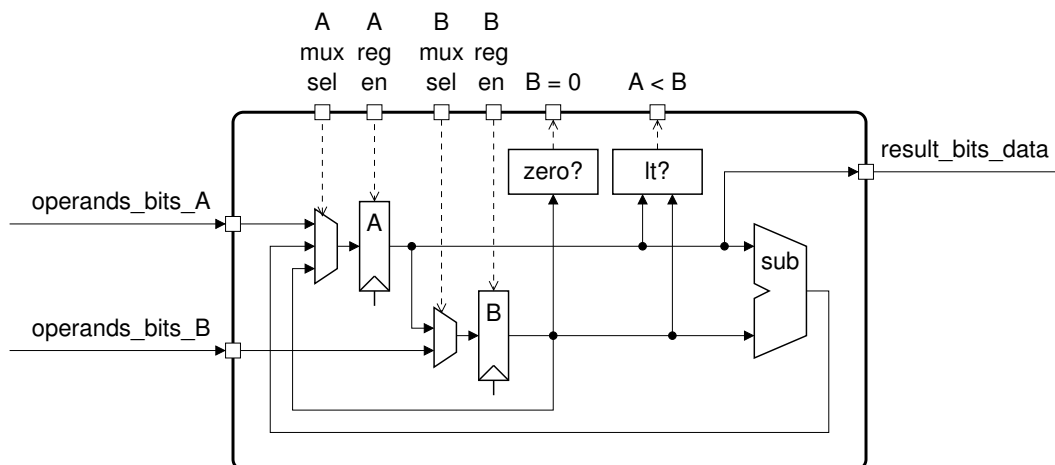 A A B B
mux reg mux reg
sel en sel en B = 0 A < B
result_bits_data
zero? lt?
operands_bits_A
A
sub
B
operands_bits_B